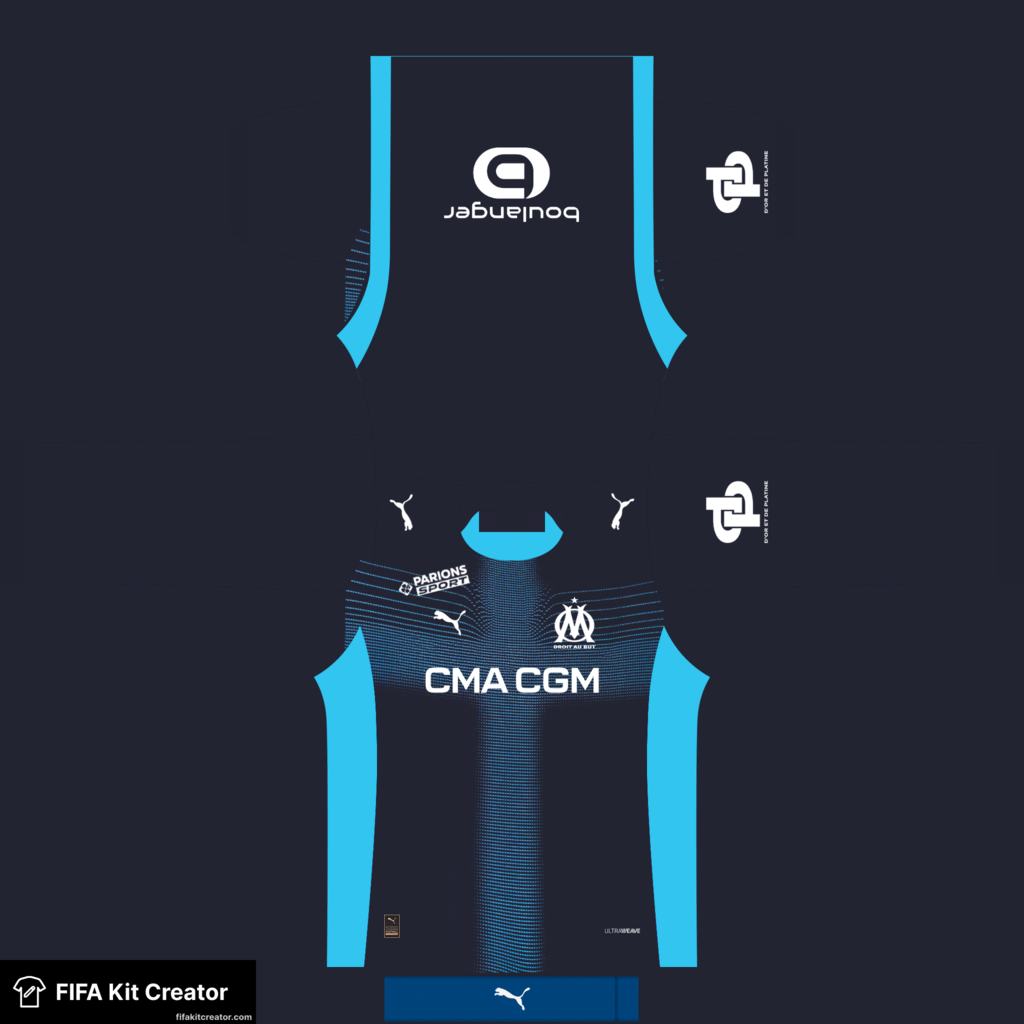 boulanger
D'OR ET DE PLATINE
D'OR ET DE PLATINE
PARIONS
SPORT
DROIT AU BUT
CMA CGM
ULTRAWEAVE
FIFA Kit Creator
fifakitcreator.com